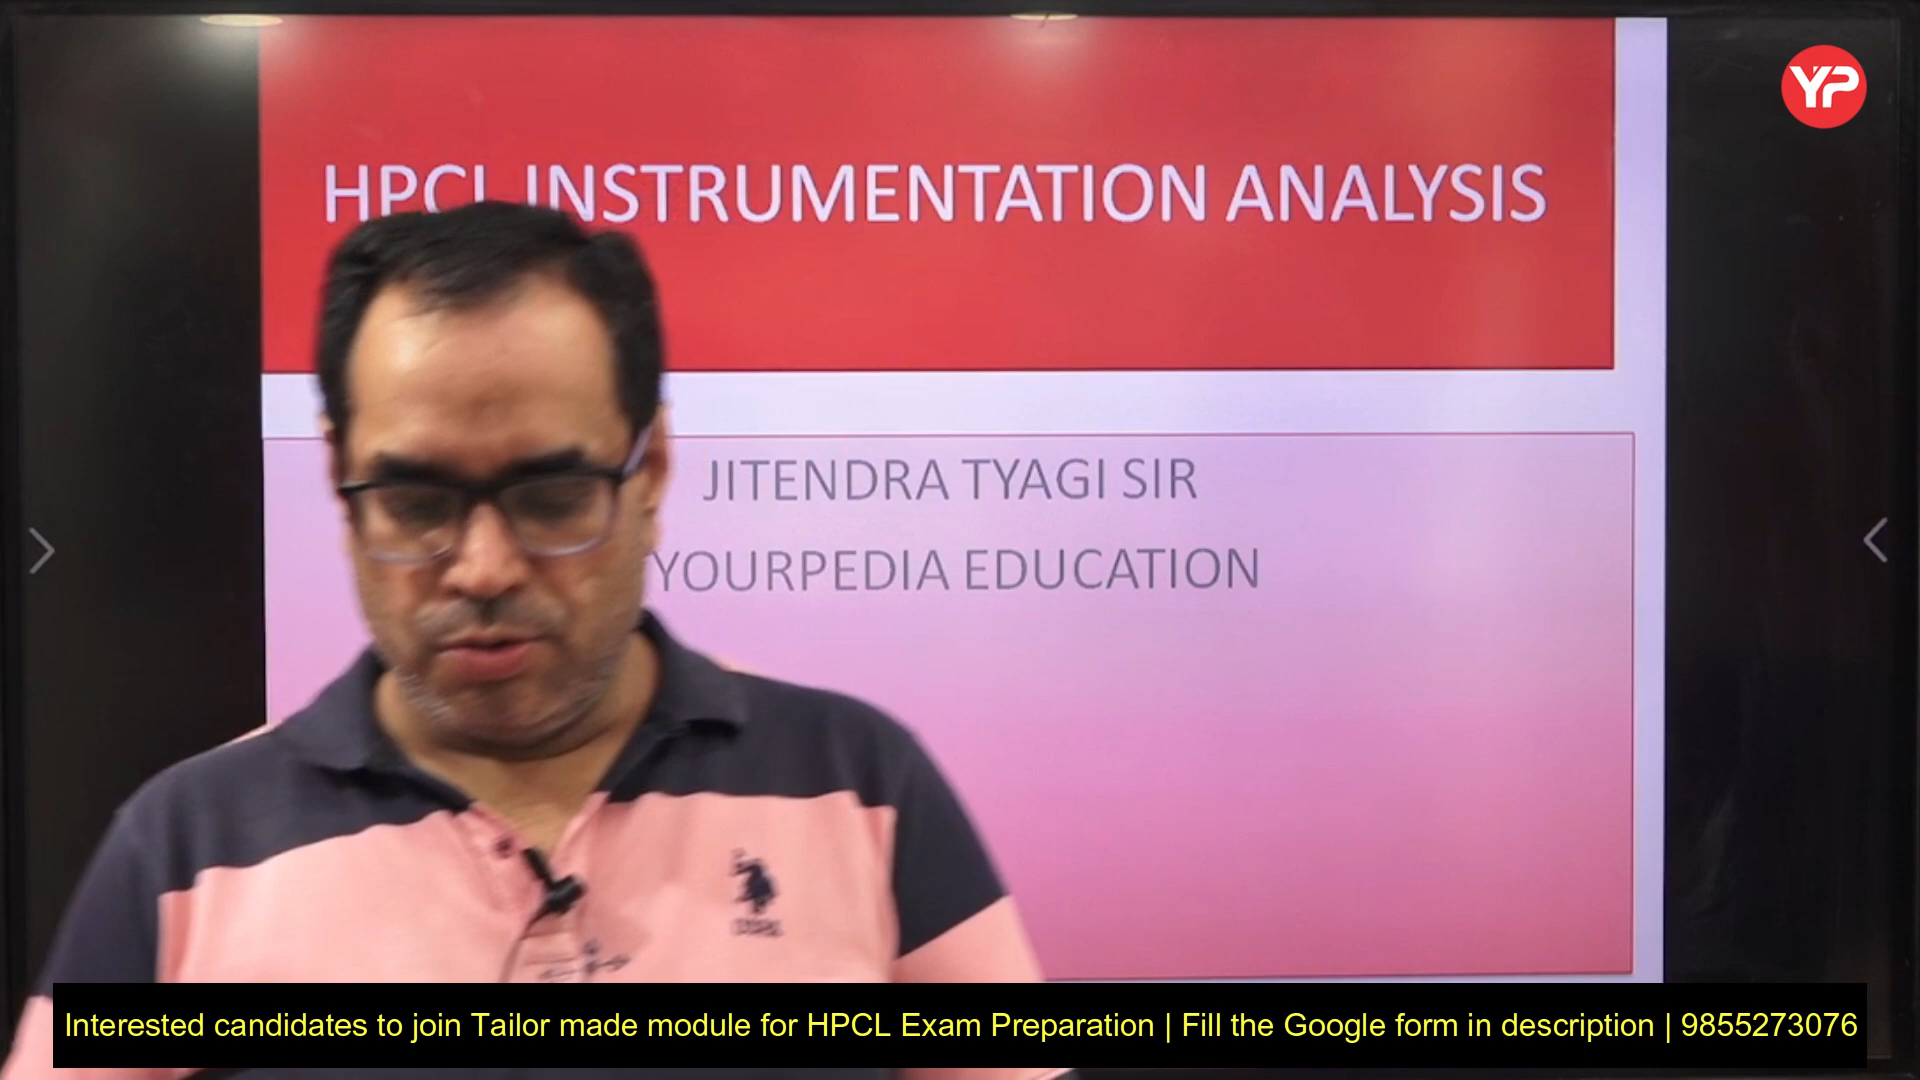 YP
HPCL INSTRUMENTATION ANALYSIS
JITENDRA TYAGI SIR
YOURPEDIA EDUCATION
Interested candidates to join Tailor made module for HPCL Exam Preparation | Fill the Google form in description | 9855273076